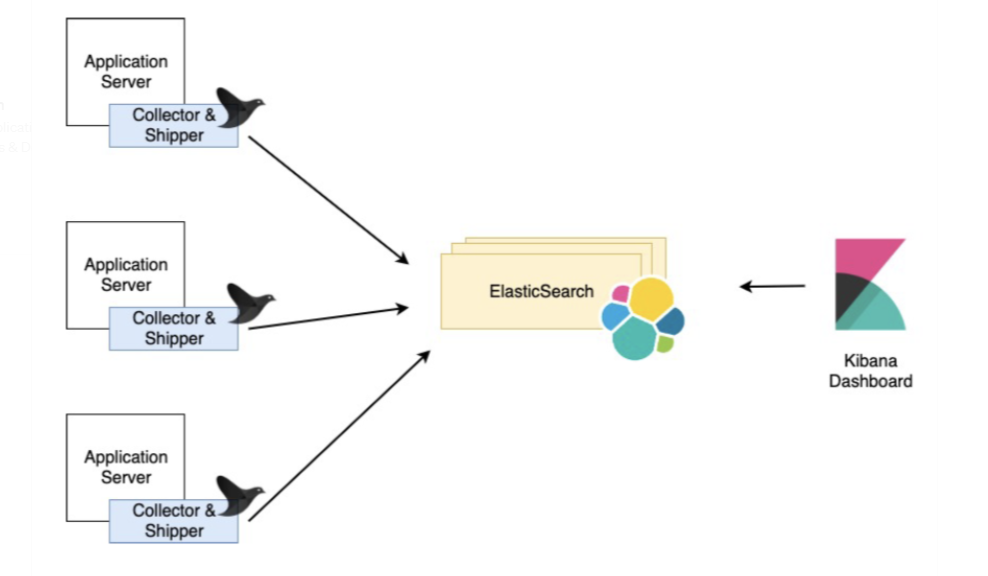 Application
Server
Collector &
Shipper
Application
Server
Collector &
Shipper
ElasticSearch
Kibana
Dashboard
Application
Server
Collector &
Shipper